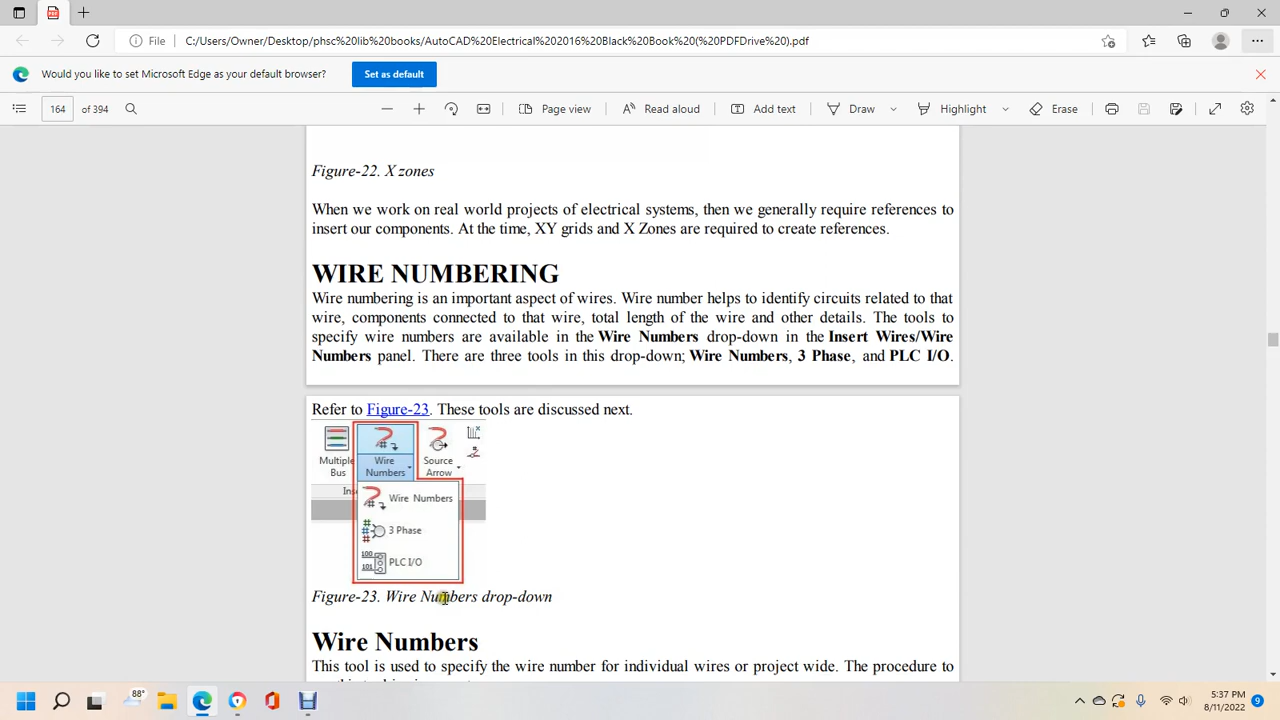 File C:/Users/Owner/Desktop/phsc%20lib%20books/AutoCAD%20Electrical%202016%20Black%20Book%20(%20PDFDrive%20).pdf
Would you like to set Microsoft Edge as your default browser? Set as default
164 of 394 Page view Read aloud Add text Draw Highlight Erase
Figure-22. X zones
When we work on real world projects of electrical systems, then we generally require references to
insert our components. At the time, XY grids and X Zones are required to create references.
WIRE NUMBERING
Wire numbering is an important aspect of wires. Wire number helps to identify circuits related to that
wire, components connected to that wire, total length of the wire and other details. The tools to
specify wire numbers are available in the Wire Numbers drop-down in the Insert Wires/Wire
Numbers panel. There are three tools in this drop-down; Wire Numbers, 3 Phase, and PLC I/O.
Refer to Figure-23. These tools are discussed next.
Multiple Bus
Wire Numbers
Source Arrow
Ins
Wire Numbers
3 Phase
100
101
PLC I/O
Figure-23. Wire Numbers drop-down
Wire Numbers
This tool is used to specify the wire number for individual wires or project wide. The procedure to
88°
5:37 PM
8/11/2022
9